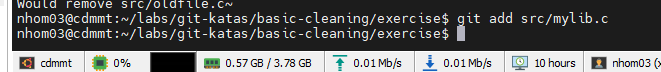 Would remove src/oldfile.c~
nhom03@cdmmt:~/labs/git-katas/basic-cleaning/exercise$ git add src/mylib.c
nhom03@cdmmt:~/labs/git-katas/basic-cleaning/exercise$
cdmmt 0% 0.57 GB / 3.78 GB 0.01 Mb/s 0.01 Mb/s 10 hours nhom03 (